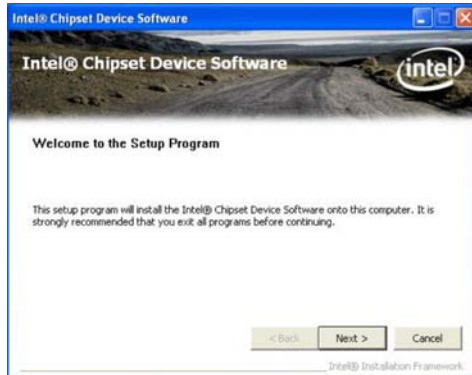 Intel® Chipset Device Software
Intel® Chipset Device Software
intel
Welcome to the Setup Program
This setup program will install the Intel® Chipset Device Software onto this computer. It is
strongly recommended that you exit all programs before continuing.
< Back Next > Cancel
Intel® Installation Framework